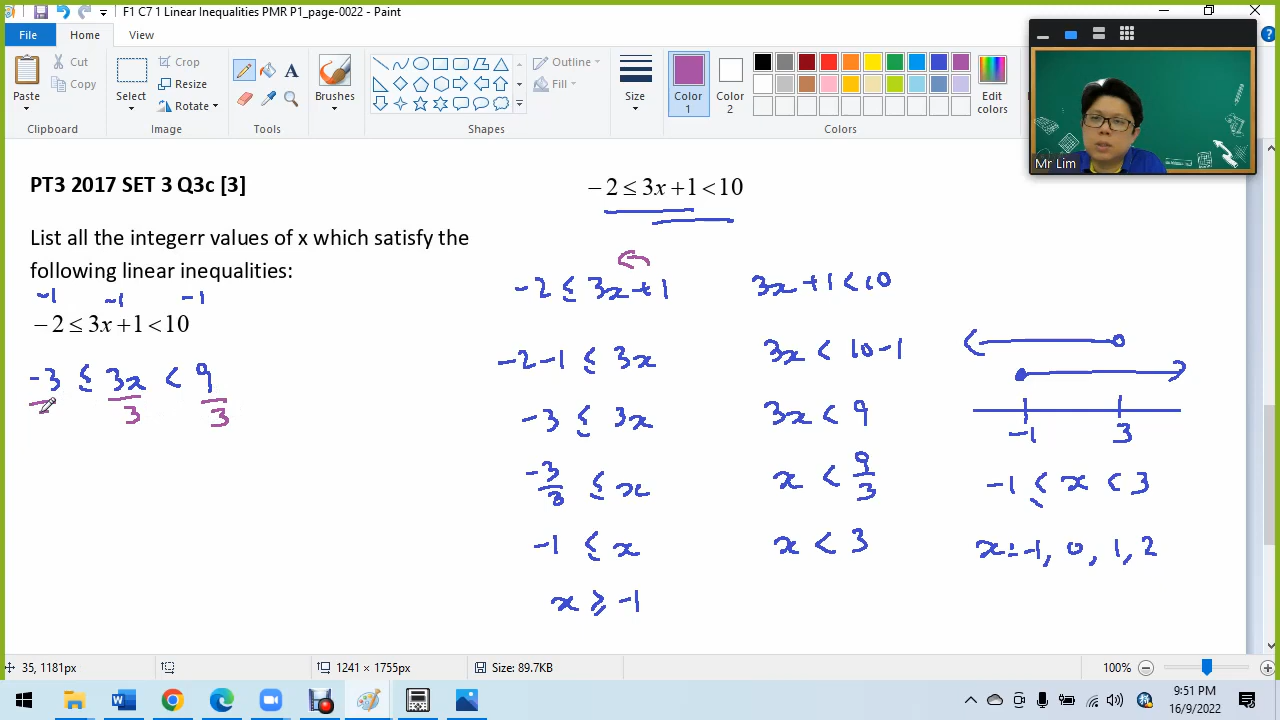 F1 C7 1 Linear Inequalities PMR P1_page-0022 - Paint
File Home View
Paste
Cut
Copy
Clipboard
Select
Crop
Resize
Rotate
Image
Tools
Brushes
Shapes
Outline
Fill
Size
Color 1
Color 2
Edit colors
Colors
Mr Lim
PT3 2017 SET 3 Q3c [3]
List all the integerr values of x which satisfy the
following linear inequalities:
-1 -1 -1
− 2 ≤ 3x + 1 < 10
-3 ≤ 3x < 9
3 3
− 2 ≤ 3x + 1 < 10
-2 ≤ 3x + 1
-2 - 1 ≤ 3x
-3 ≤ 3x
-3/3 ≤ x
-1 ≤ x
x ≥ -1
3x + 1 < 10
3x < 10 - 1
3x < 9
x < 9/3
x < 3
-1 3
-1 ≤ x < 3
x = -1, 0, 1, 2
35, 1181px
1241 × 1755px
Size: 89.7KB
100%
9:51 PM
16/9/2022